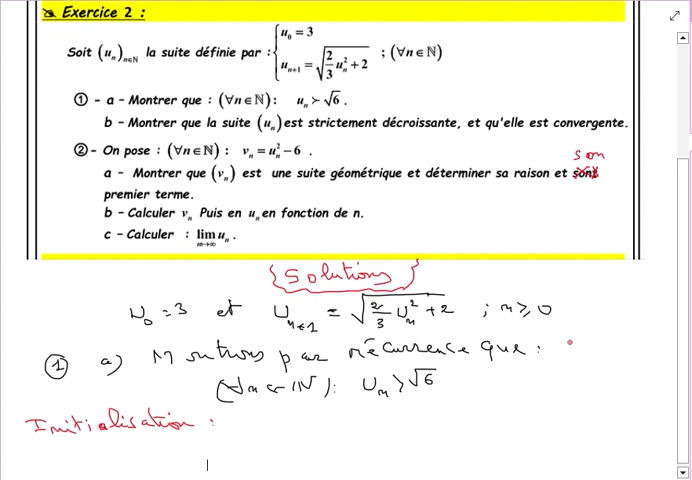 Exercice 2 :
Soit (uₙ)ₙ∈ℕ la suite définie par : { u₀ = 3
uₙ₊₁ = √(2/3 uₙ² + 2) ; (∀n ∈ ℕ)
① - a - Montrer que : (∀n ∈ ℕ) : uₙ ≻ √6 .
b - Montrer que la suite (uₙ) est strictement décroissante, et qu'elle est convergente.
② - On pose : (∀n ∈ ℕ) : vₙ = uₙ² - 6 .
son
a - Montrer que (vₙ) est une suite géométrique et déterminer sa raison et
premier terme.
b - Calculer vₙ Puis en uₙ en fonction de n.
c - Calculer : lim uₙ .
n→∞
{Solutions}
U₀ = 3 et Uₙ₊₁ = √(2/3 Uₙ² + 2) ; n ≥ 0
① a) Montrons par récurrence que :
(∀n ∈ ℕ) : Uₙ > √6
Initialisation :